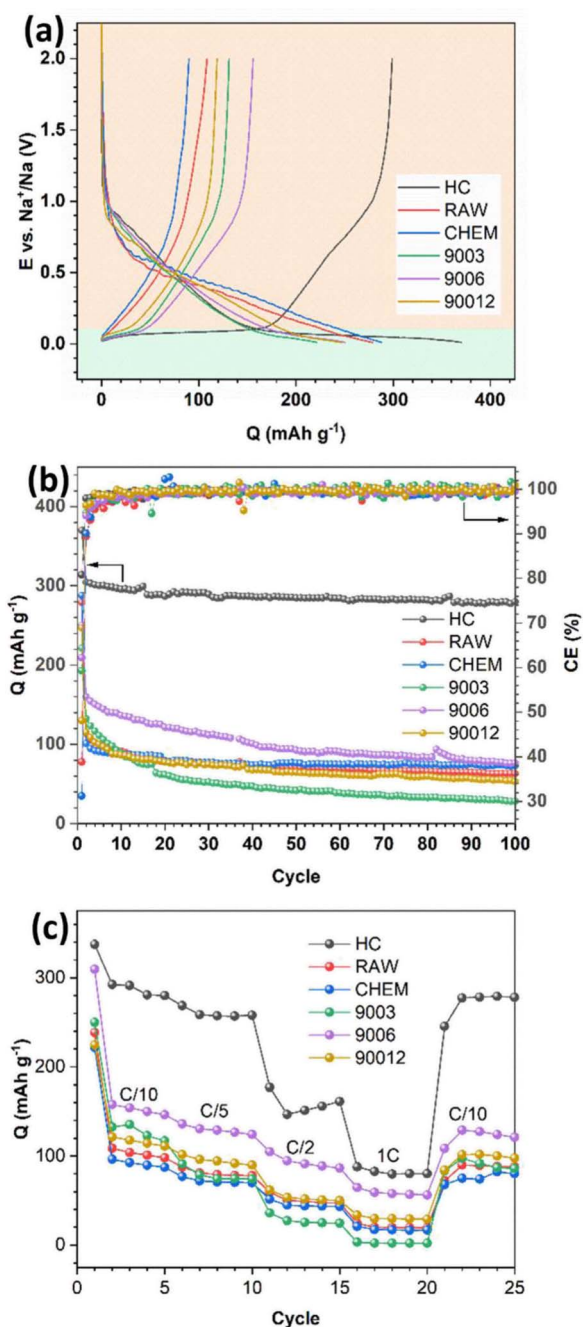 (a)
2.0
1.5
1.0
0.5
0.0
E vs. Na⁺/Na (V)
HC
RAW
CHEM
9003
9006
90012
0 100 200 300 400
Q (mAh g⁻¹)
(b)
400
300
200
100
0
Q (mAh g⁻¹)
100
90
80
70
60
50
40
30
CE (%)
HC
RAW
CHEM
9003
9006
90012
0 10 20 30 40 50 60 70 80 90 100
Cycle
(c)
300
200
100
0
Q (mAh g⁻¹)
HC
RAW
CHEM
9003
9006
90012
C/10
C/5
C/2
1C
C/10
0 5 10 15 20 25
Cycle